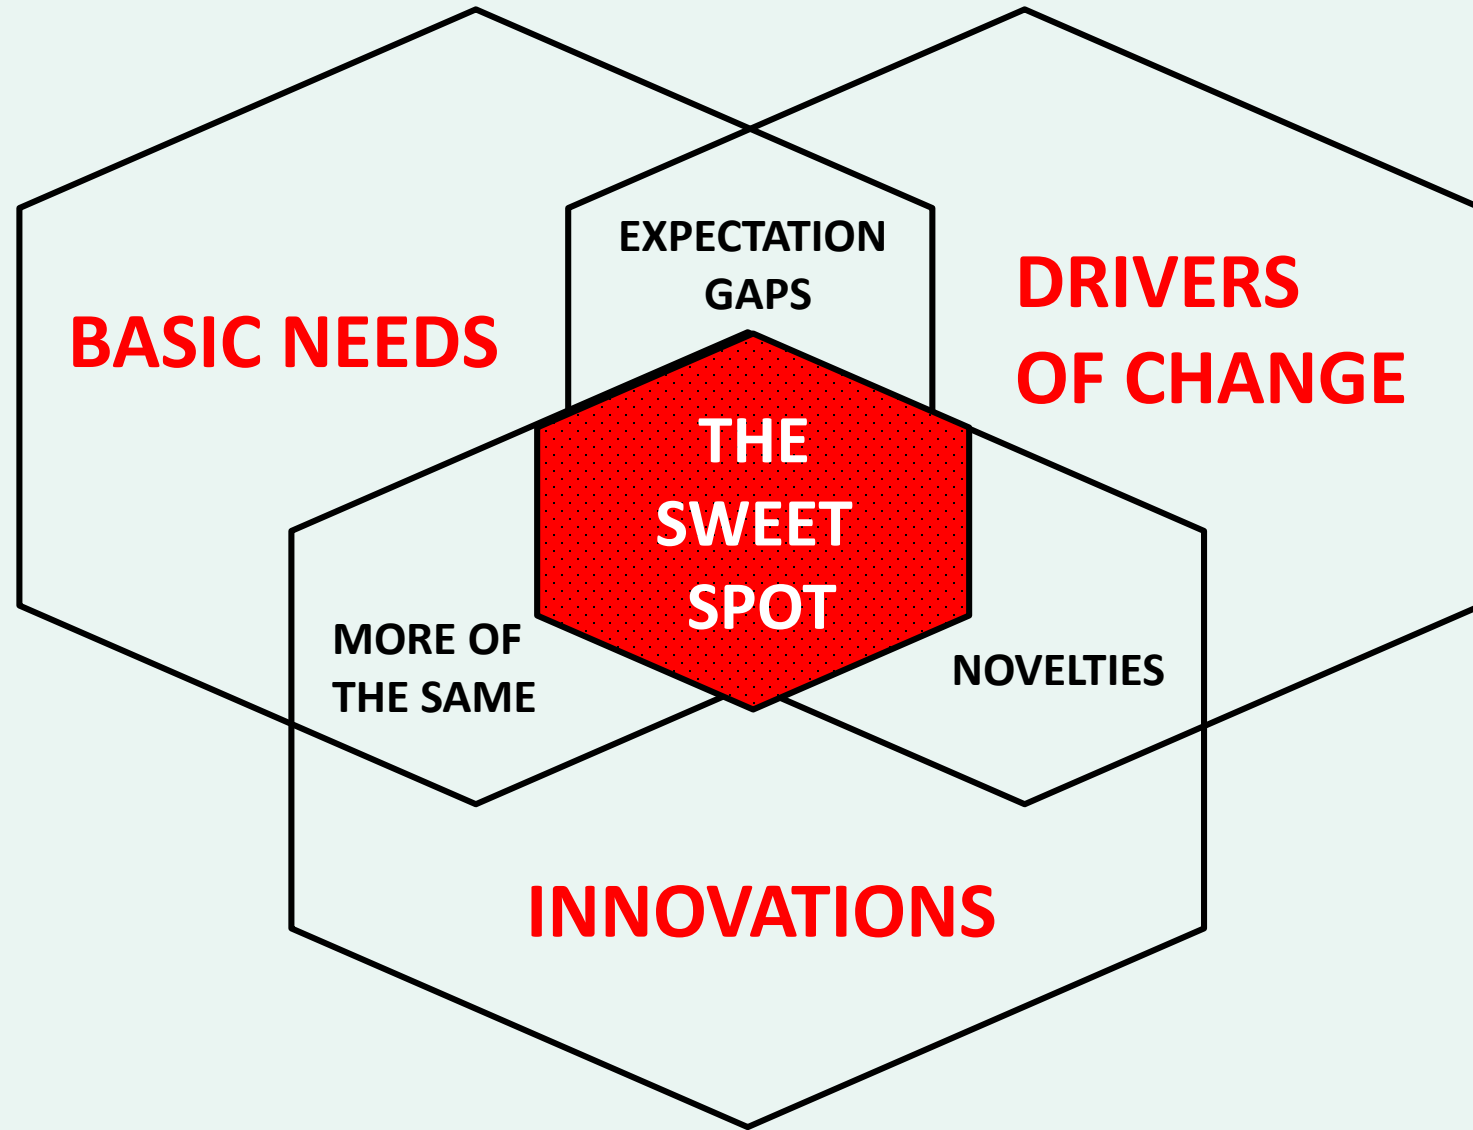 EXPECTATION
GAPS
BASIC NEEDS
DRIVERS
OF CHANGE
THE
SWEET
SPOT
MORE OF
THE SAME
NOVELTIES
INNOVATIONS